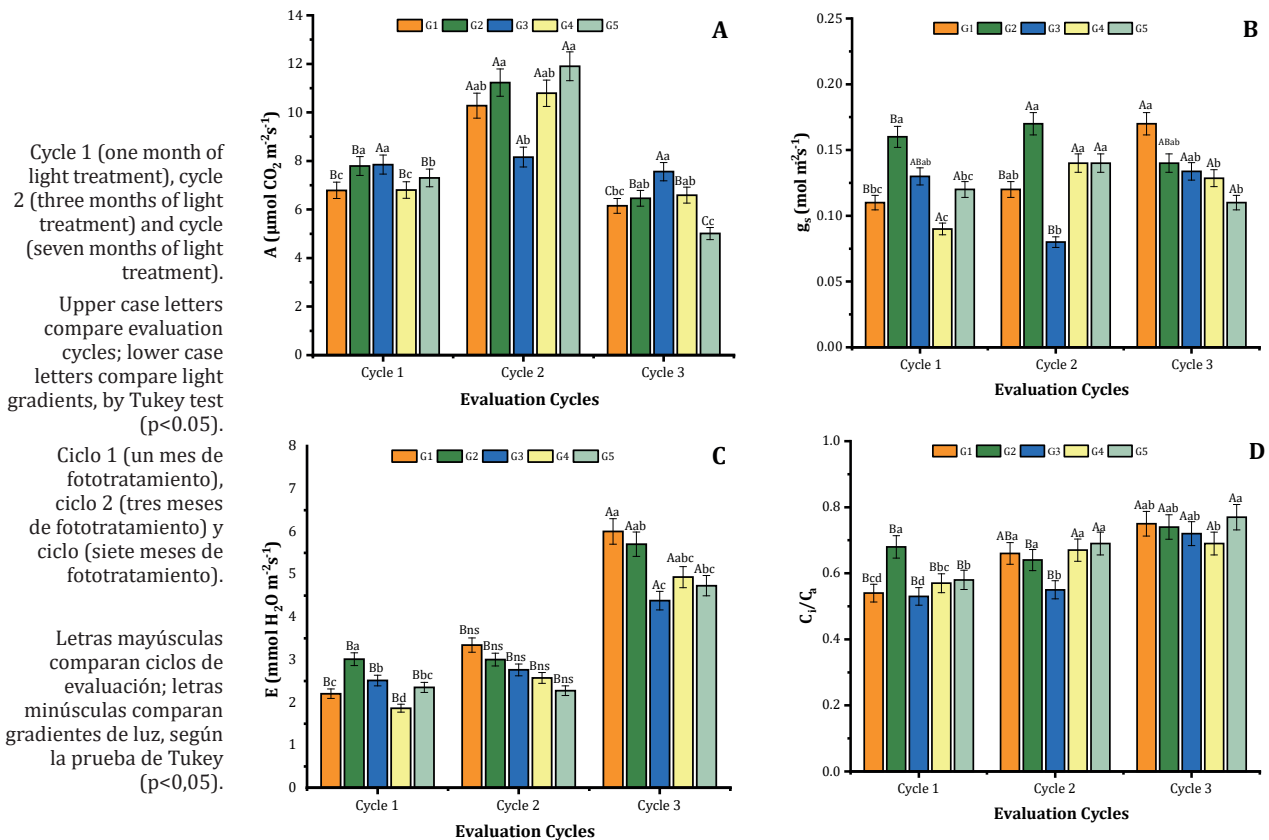 Cycle 1 (one month of
light treatment), cycle
2 (three months of light
treatment) and cycle
(seven months of light
treatment).
Upper case letters
compare evaluation
cycles; lower case
letters compare light
gradients, by Tukey test
(p<0.05).
Ciclo 1 (un mes de
fototratamiento),
ciclo 2 (tres meses
de fototratamiento) y
ciclo (siete meses de
fototratamiento).
Letras mayúsculas
comparan ciclos de
evaluación; letras
minúsculas comparan
gradientes de luz, según
la prueba de Tukey
(p<0,05).
A
G1 G2 G3 G4 G5
A (µmol CO2 m-2s-1)
14
12
10
8
6
4
2
0
Bc Ba Aa Bc Bb
Aab Aa Ab Aab Aa
Cbc Bab Aa Bab Cc
Cycle 1 Cycle 2 Cycle 3
Evaluation Cycles
B
G1 G2 G3 G4 G5
gs (mol m-2s-1)
0.25
0.20
0.15
0.10
0.05
0.00
Bbc Ba ABab Ac Abc
Bab Aa Bb Aa Aa
Aa ABab Aab Ab Ab
Cycle 1 Cycle 2 Cycle 3
Evaluation Cycles
C
G1 G2 G3 G4 G5
E (mmol H2O m-2s-1)
8
7
6
5
4
3
2
1
0
Bc Ba Bb Bd Bbc
Bns Bns Bns Bns Bns
Aa Aab Ac Aabc Abc
Cycle 1 Cycle 2 Cycle 3
Evaluation Cycles
D
G1 G2 G3 G4 G5
Ci/Ca
1.0
0.8
0.6
0.4
0.2
0.0
Bcd Ba Bd Bbc Bb
ABa Ba Bb Aa Aa
Aab Aab Aab Ab Aa
Cycle 1 Cycle 2 Cycle 3
Evaluation Cycles